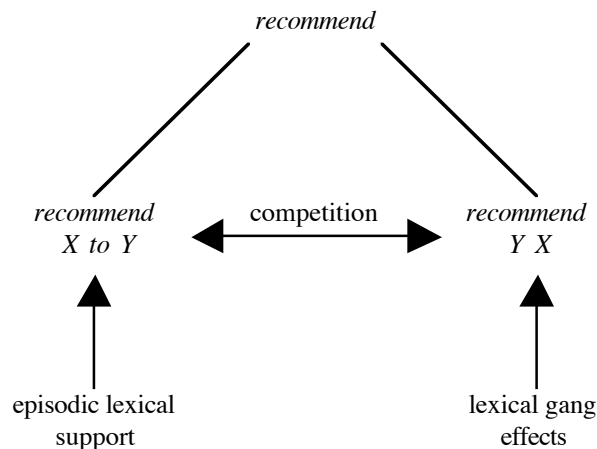 recommend
recommend
X to Y
competition
recommend
Y X
episodic lexical
support
lexical gang
effects